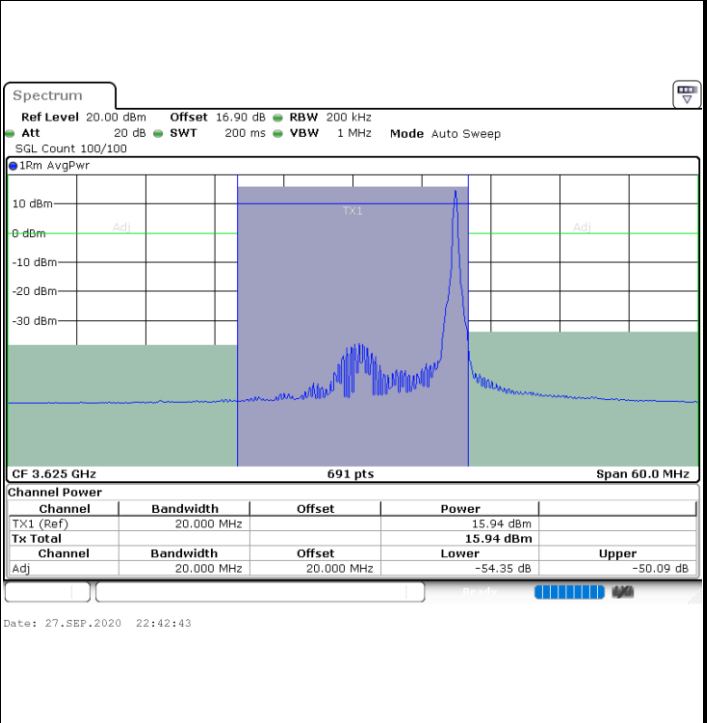 Spectrum
Ref Level 20.00 dBm Offset 16.90 dB RBW 200 kHz
Att 20 dB SWT 200 ms VBW 1 MHz Mode Auto Sweep
SGL Count 100/100
1Rm AvgPwr
10 dBm
TX1
Adj
Adj
0 dBm
-10 dBm
-20 dBm
-30 dBm
CF 3.625 GHz 691 pts Span 60.0 MHz
Channel Power
Channel Bandwidth Offset Power
TX1 (Ref) 20.000 MHz 15.94 dBm
Tx Total 15.94 dBm
Channel Bandwidth Offset Lower Upper
Adj 20.000 MHz 20.000 MHz -54.35 dB -50.09 dB
Ready
Date: 27.SEP.2020 22:42:43